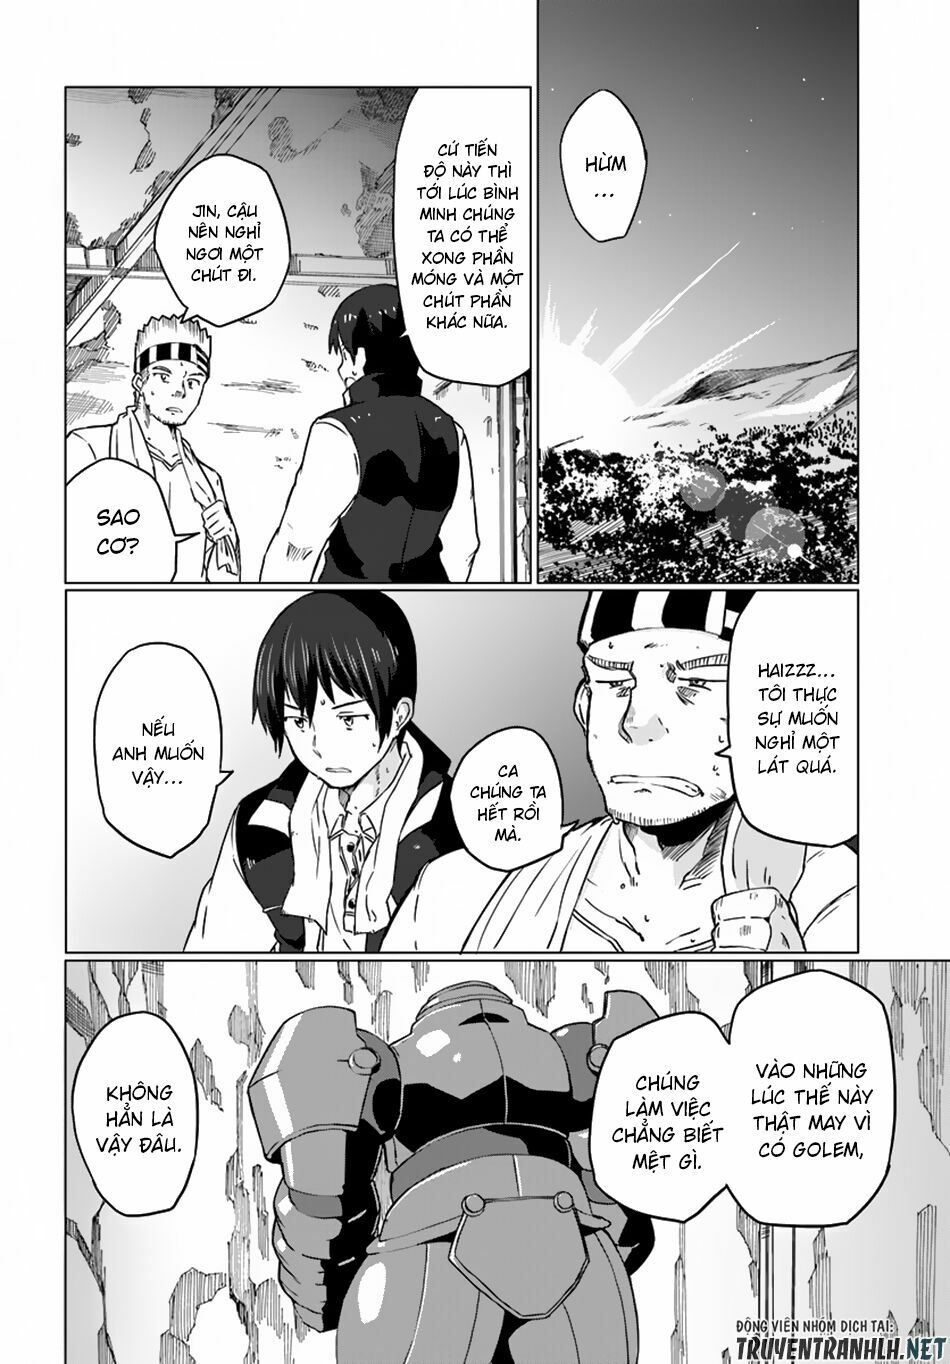 HỪM
...
CỨ TIẾN
ĐỘ NÀY THÌ
TỚI LÚC BÌNH
MINH CHÚNG
TA CÓ THỂ
XONG PHẦN
MÓNG VÀ MỘT
CHÚT PHẦN
KHÁC NỮA.
JIN, CẬU
NÊN NGHỈ
NGƠI MỘT
CHÚT ĐI.
SAO
CƠ?
HAIZZZ...
TÔI THỰC
SỰ MUỐN
NGHỈ MỘT
LÁT QUÁ.
CA
CHÚNG TA
HẾT RỒI
MÀ.
NẾU
ANH MUỐN
VẬY...
VÀO NHỮNG
LÚC THẾ NÀY
THẬT MAY VÌ
CÓ GOLEM,
CHÚNG
LÀM VIỆC
CHẲNG BIẾT
MỆT GÌ.
KHÔNG
HẲN LÀ
VẬY ĐÂU.
ĐỘNG VIÊN NHÓM DỊCH TẠI:
TRUYENTRANHLH.NET